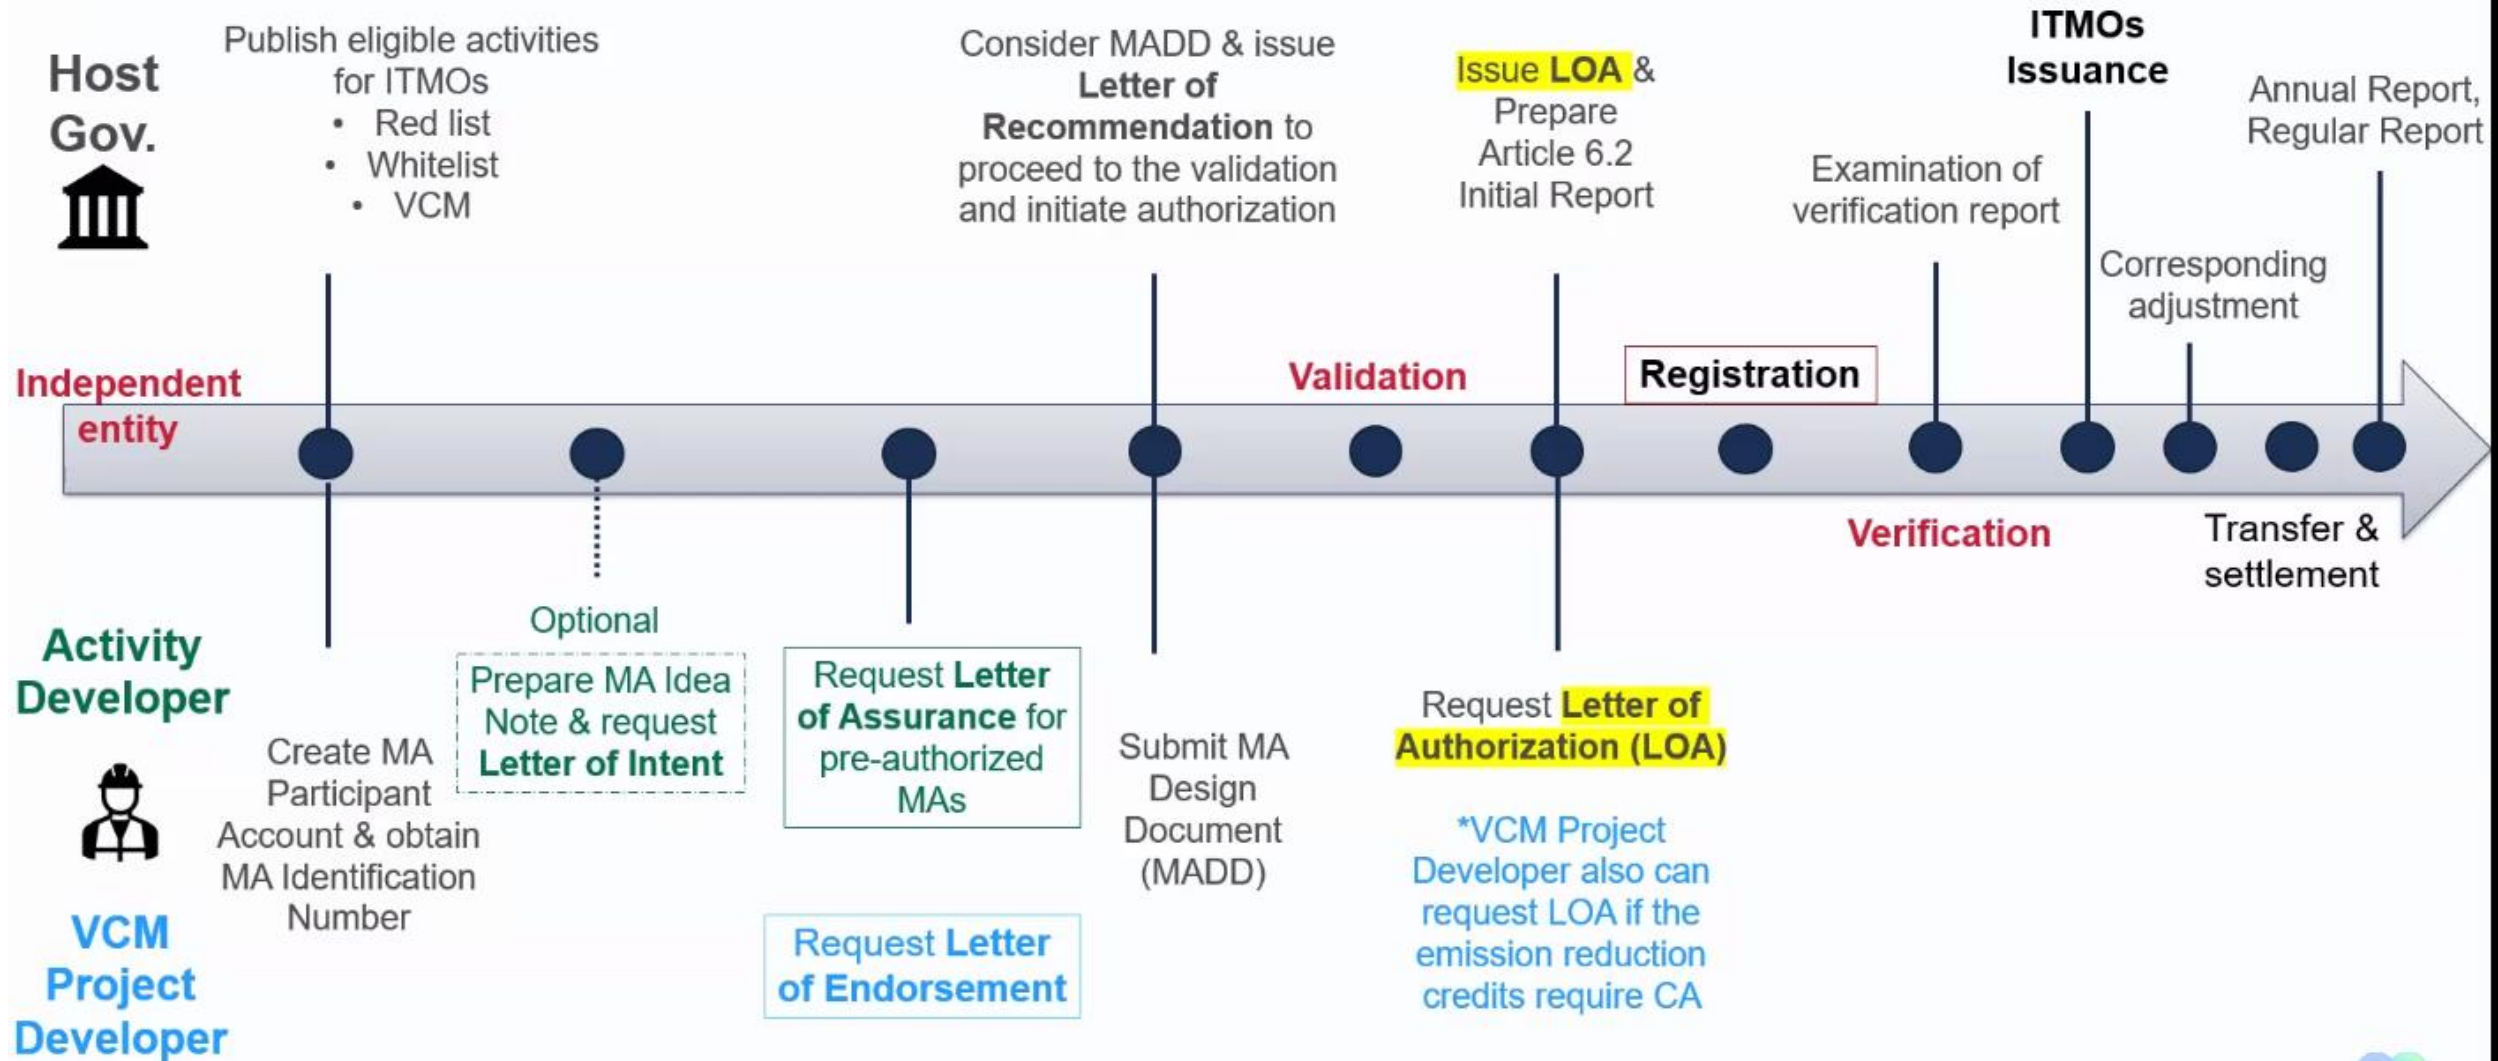 Host
Gov.
Publish eligible activities
for ITMOs
• Red list
• Whitelist
• VCM
Consider MADD & issue
Letter of
Recommendation to
proceed to the validation
and initiate authorization
Issue LOA &
Prepare
Article 6.2
Initial Report
Examination of
verification report
ITMOs
Issuance
Corresponding
adjustment
Annual Report,
Regular Report
Independent
entity
Validation
Registration
Verification
Transfer &
settlement
Activity
Developer
VCM
Project
Developer
Create MA
Participant
Account & obtain
MA Identification
Number
Optional
Prepare MA Idea
Note & request
Letter of Intent
Request Letter
of Assurance for
pre-authorized
MAs
Request Letter
of Endorsement
Submit MA
Design
Document
(MADD)
Request Letter of
Authorization (LOA)
*VCM Project
Developer also can
request LOA if the
emission reduction
credits require CA